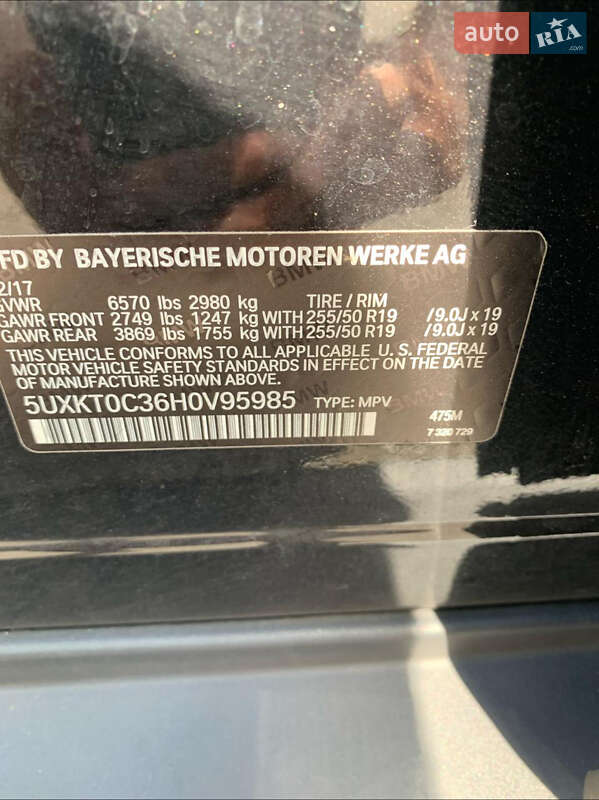 auto RIA .com
FD BY BAYERISCHE MOTOREN WERKE AG
2/17
GVWR 6570 lbs 2980 kg TIRE / RIM
GAWR FRONT 2749 lbs 1247 kg WITH 255/50 R19 /9.0J x 19
GAWR REAR 3869 lbs 1755 kg WITH 255/50 R19 /9.0J x 19
THIS VEHICLE CONFORMS TO ALL APPLICABLE U. S. FEDERAL
MOTOR VEHICLE SAFETY STANDARDS IN EFFECT ON THE
DATE OF MANUFACTURE SHOWN ABOVE.
5UXKT0C36H0V95985 TYPE: MPV
475M
7 320 729